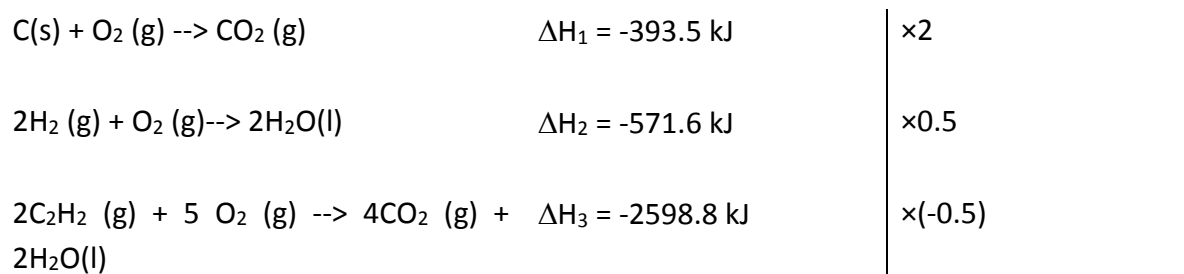 C(s) + O₂ (g) --> CO₂ (g) ΔH₁ = -393.5 kJ ×2
2H₂ (g) + O₂ (g)--> 2H₂O(l) ΔH₂ = -571.6 kJ ×0.5
2C₂H₂ (g) + 5 O₂ (g) --> 4CO₂ (g) + ΔH₃ = -2598.8 kJ ×(-0.5)
2H₂O(l)